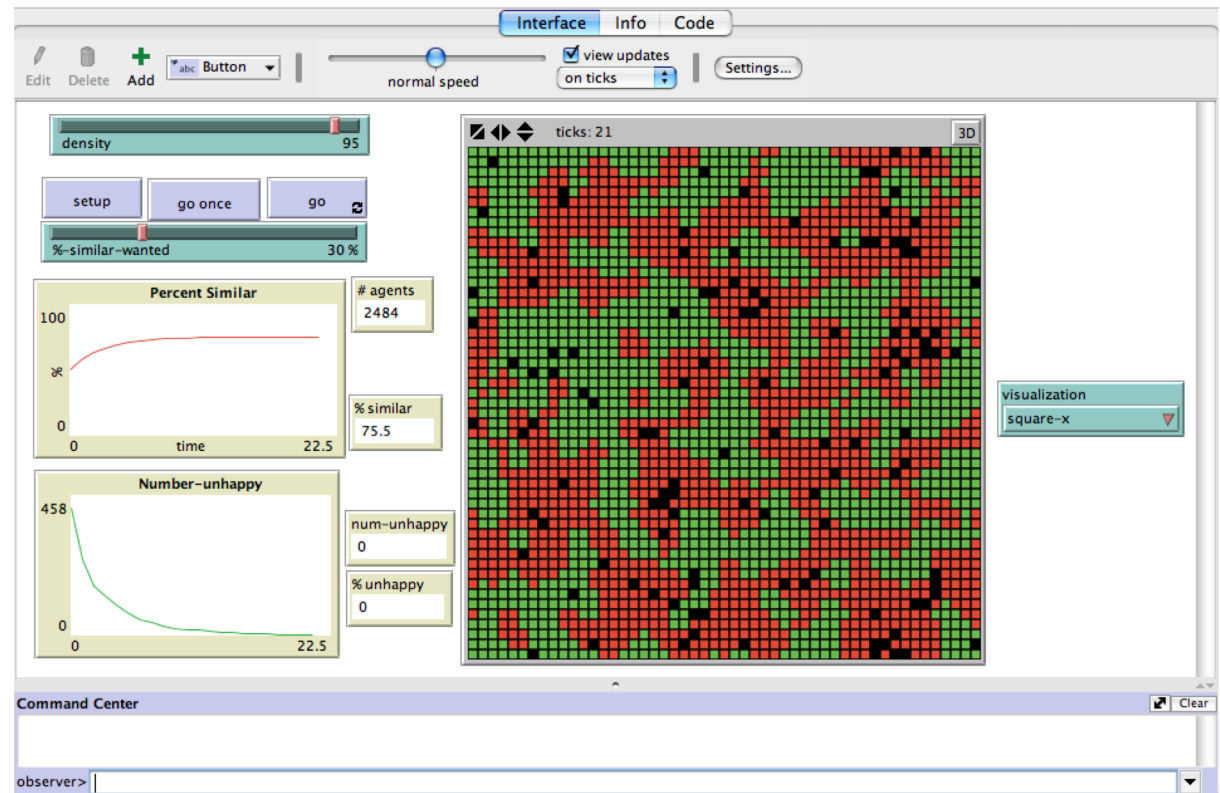 Interface Info Code
Edit Delete Add abc Button
normal speed
view updates
on ticks
Settings...
density 95
setup go once go
%-similar-wanted 30 %
Percent Similar
100
%
0
0 time 22.5
# agents
2484
% similar
75.5
Number-unhappy
458
0
0 22.5
num-unhappy
0
% unhappy
0
ticks: 21 3D
visualization
square-x
Command Center Clear
observer>